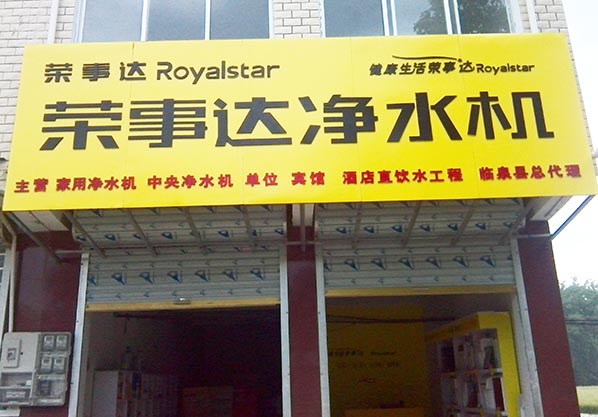 荣事达 Royalstar
健康生活荣事达 Royalstar
荣事达净水机
主营 家用净水机 中央净水机 单位 宾馆 酒店直饮水工程 临泉县总代理
Royalstar